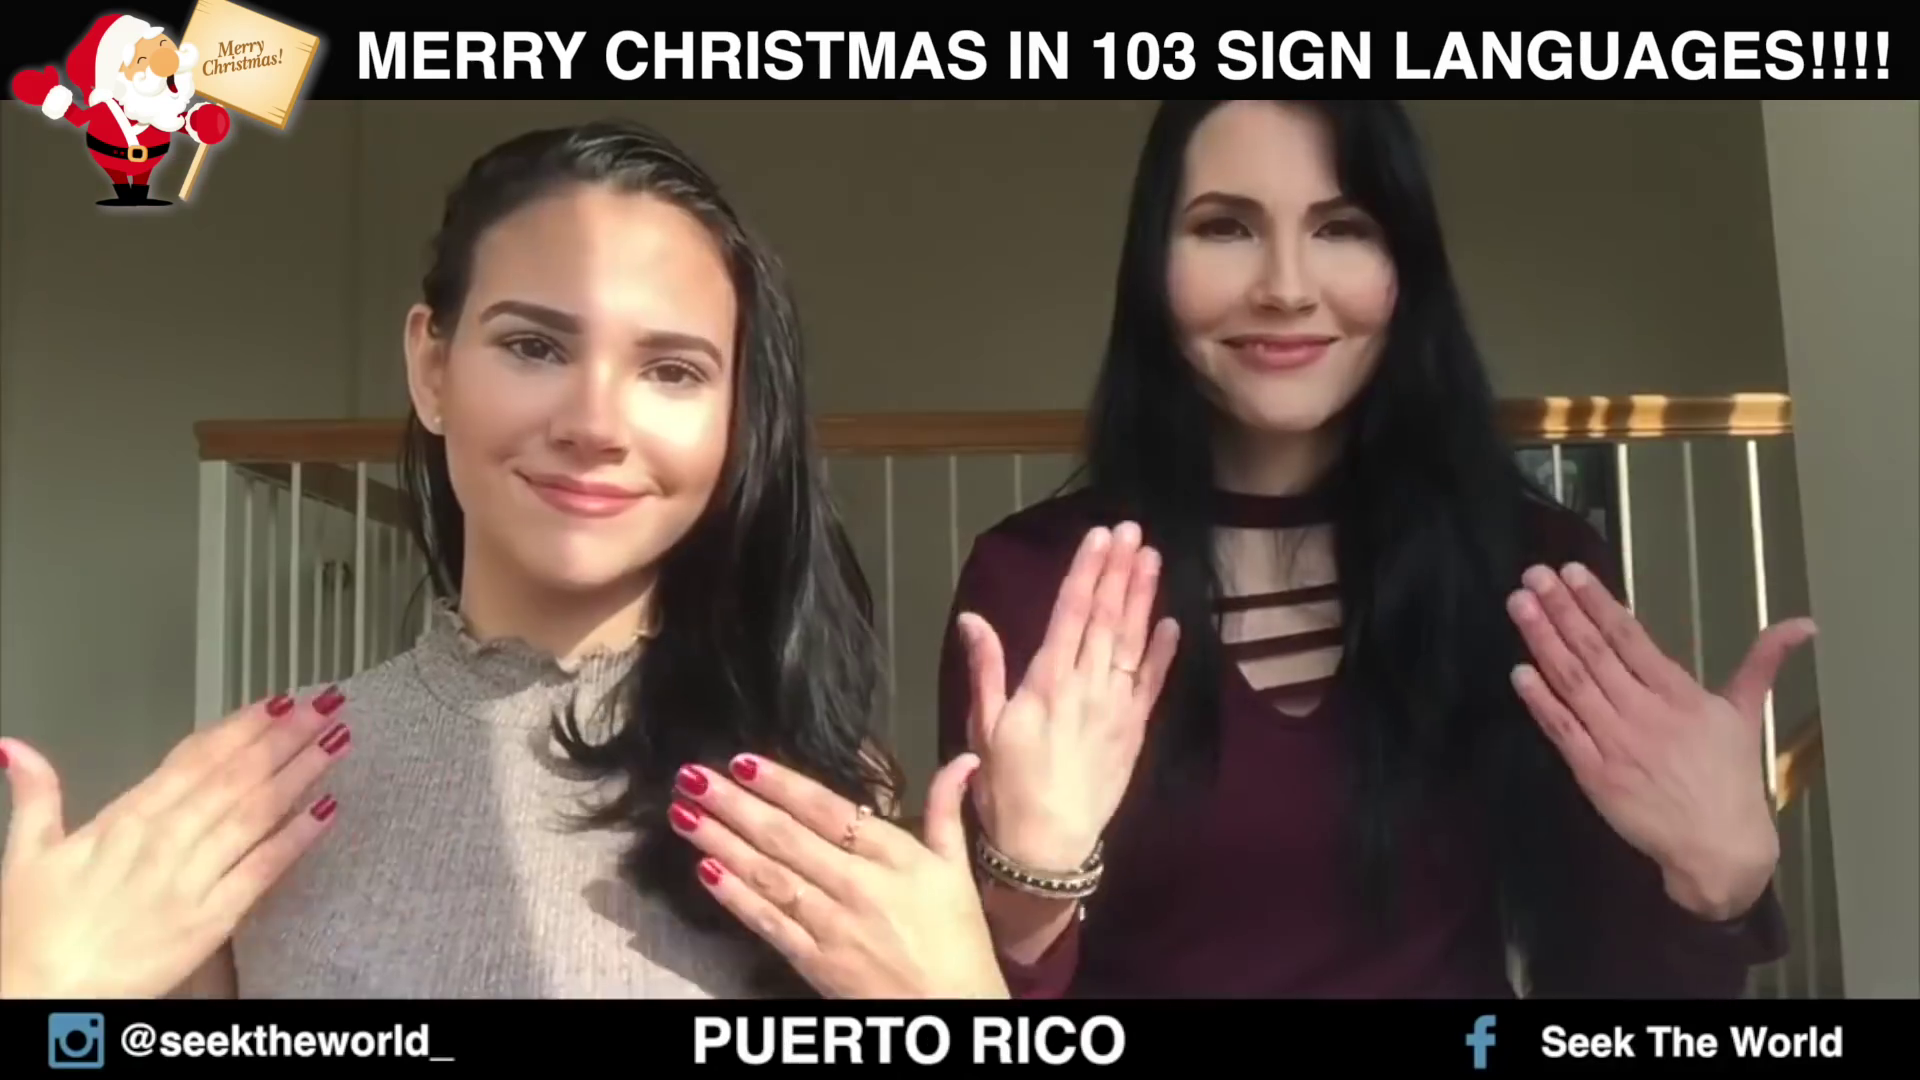 Merry
Christmas!
MERRY CHRISTMAS IN 103 SIGN LANGUAGES!!!!
@seektheworld_
PUERTO RICO
Seek The World